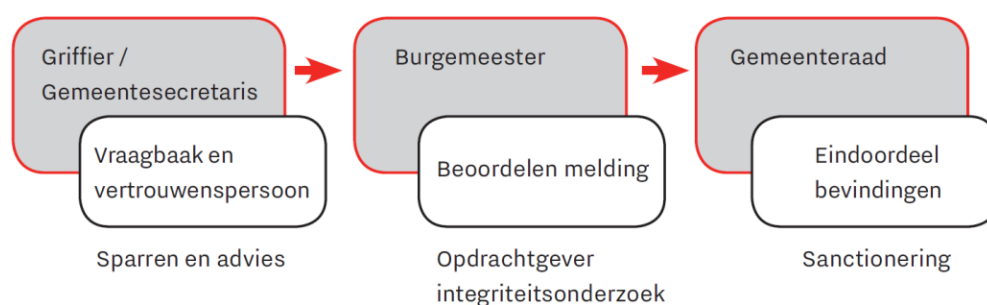 Griffier /
Gemeentesecretaris
Vraagbaak en
vertrouwenspersoon
Sparren en advies
Burgemeester
Beoordelen melding
Opdrachtgever
integriteitsonderzoek
Gemeenteraad
Eindoordeel
bevindingen
Sanctionering